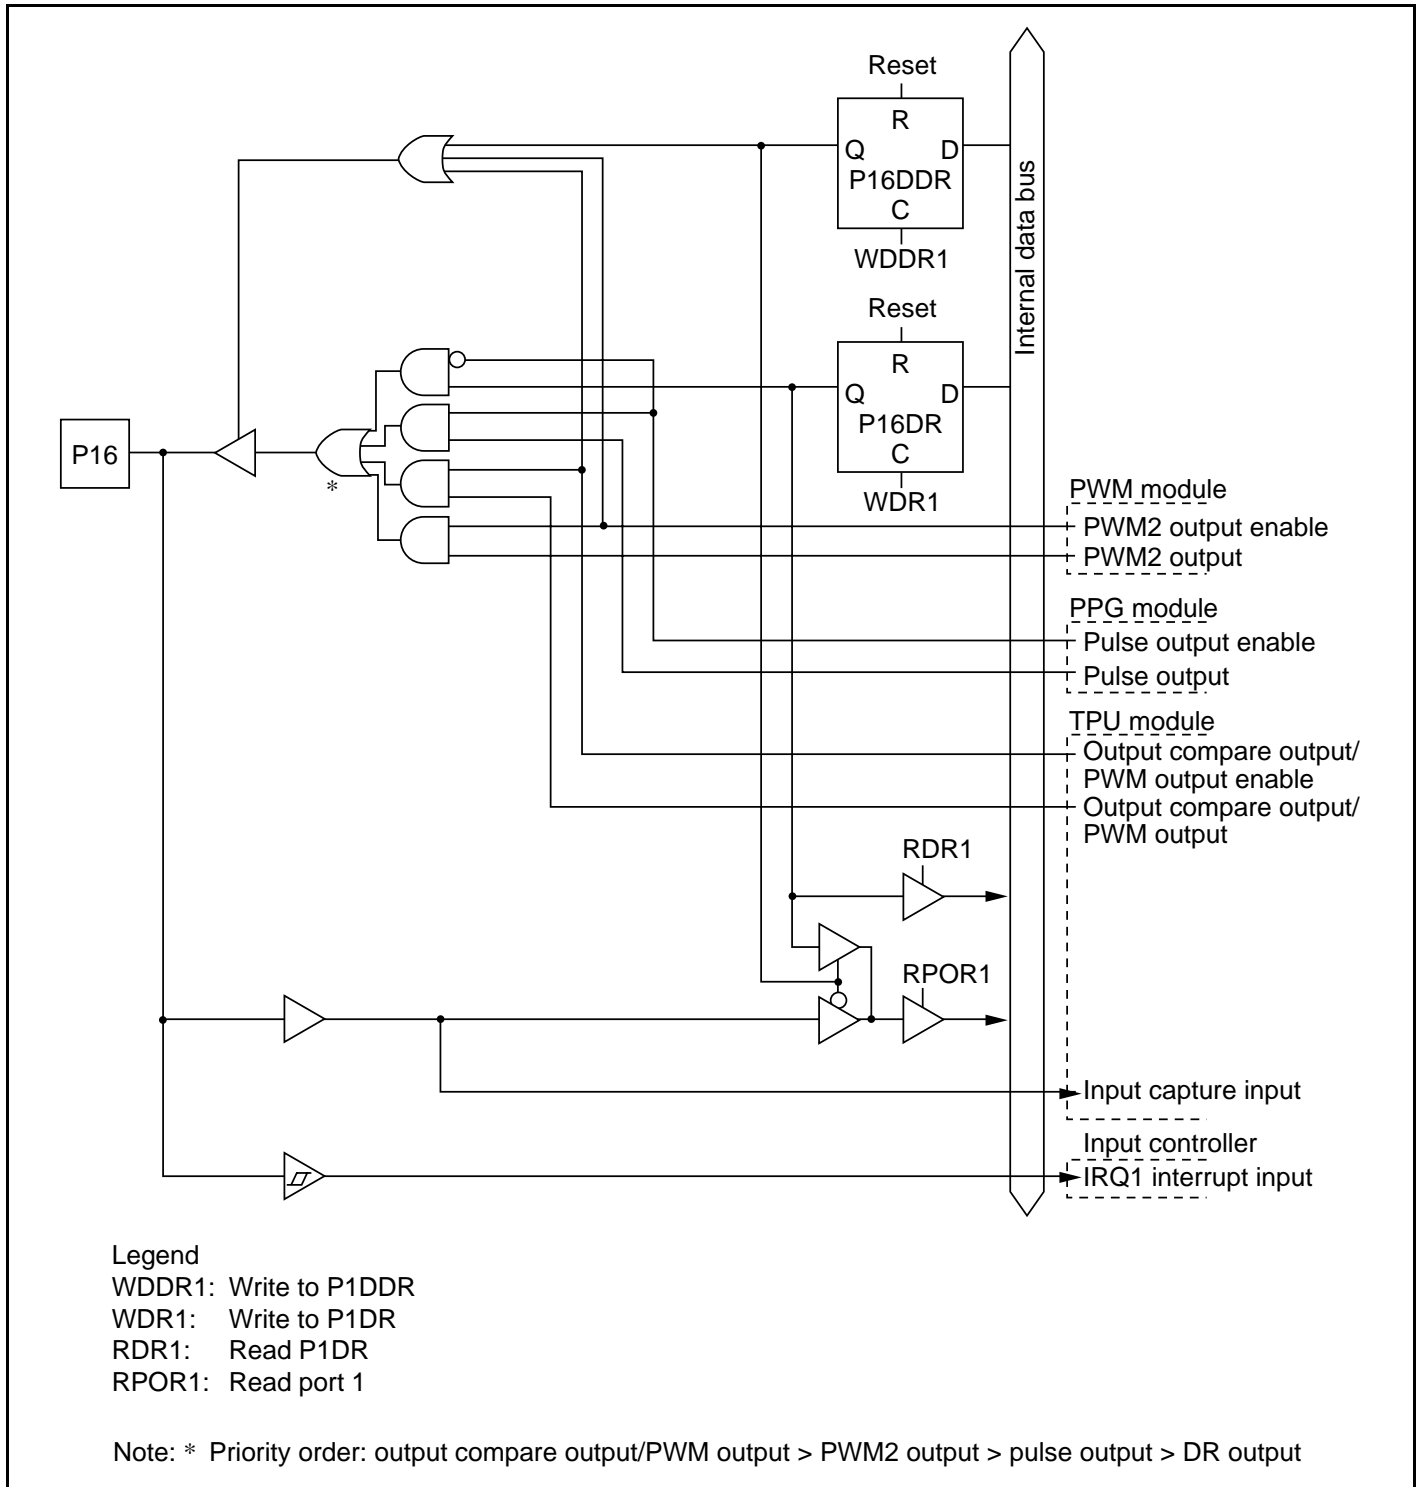 Reset
R
Q D
P16DDR
C
WDDR1
Internal data bus
Reset
R
Q D
P16DR
C
WDR1
P16
*
PWM module
PWM2 output enable
PWM2 output
PPG module
Pulse output enable
Pulse output
TPU module
Output compare output/
PWM output enable
Output compare output/
PWM output
RDR1
RPOR1
Input capture input
Input controller
IRQ1 interrupt input
Legend
WDDR1: Write to P1DDR
WDR1: Write to P1DR
RDR1: Read P1DR
RPOR1: Read port 1
Note: * Priority order: output compare output/PWM output > PWM2 output > pulse output > DR output